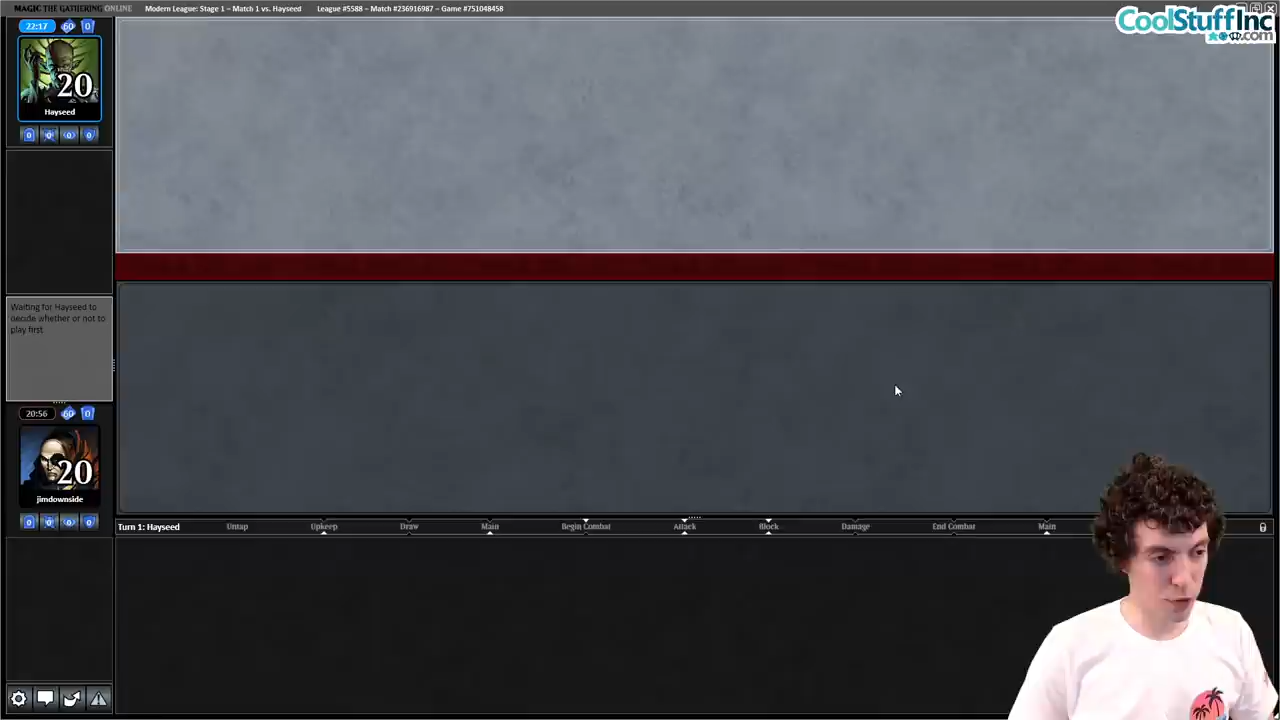 MAGIC THE GATHERING ONLINE
Modern League: Stage 1 – Match 1 vs. Hayseed
League #5588 – Match #236916987 – Game #751048458
CoolStuffInc
.com
22:17
60
0
20
Hayseed
0
0
0
0
Waiting for Hayseed to
decide whether or not to
play first
20:56
60
0
20
jimdownside
0
0
0
0
Turn 1: Hayseed
Untap
Upkeep
Draw
Main
Begin Combat
Attack
Block
Damage
End Combat
Main